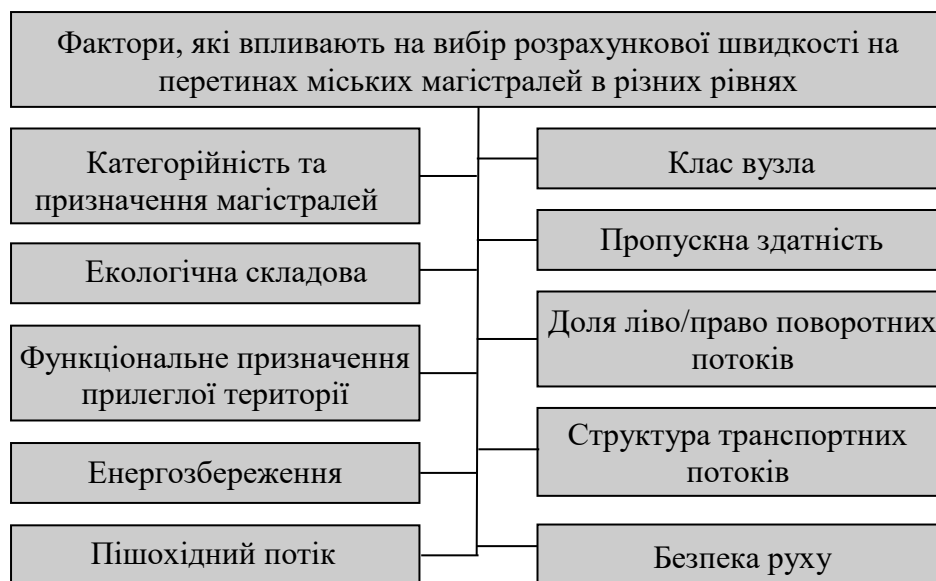 Фактори, які впливають на вибір розрахункової швидкості на
перетинах міських магістралей в різних рівнях
Категорійність та
призначення магістралей
Екологічна складова
Функціональне призначення
прилеглої території
Енергозбереження
Пішохідний потік
Клас вузла
Пропускна здатність
Доля ліво/право поворотних
потоків
Структура транспортних
потоків
Безпека руху